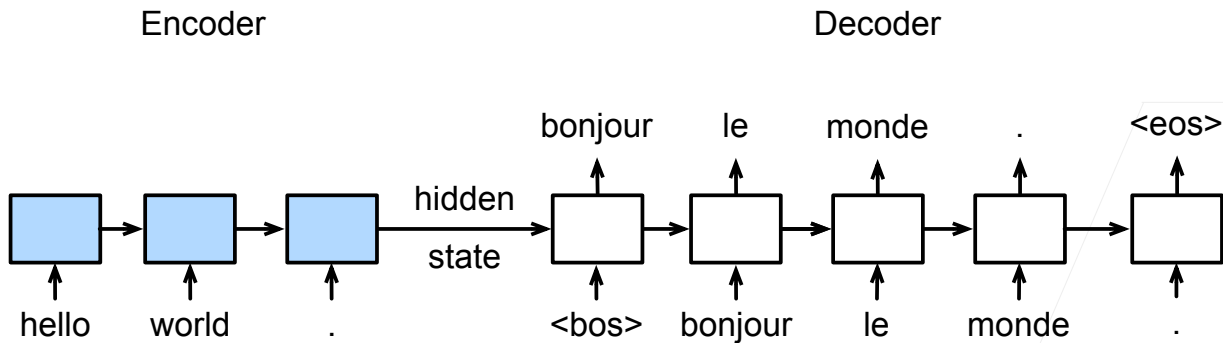 Encoder Decoder
bonjour le monde . <eos>
hidden
state
hello world . <bos> bonjour le monde .